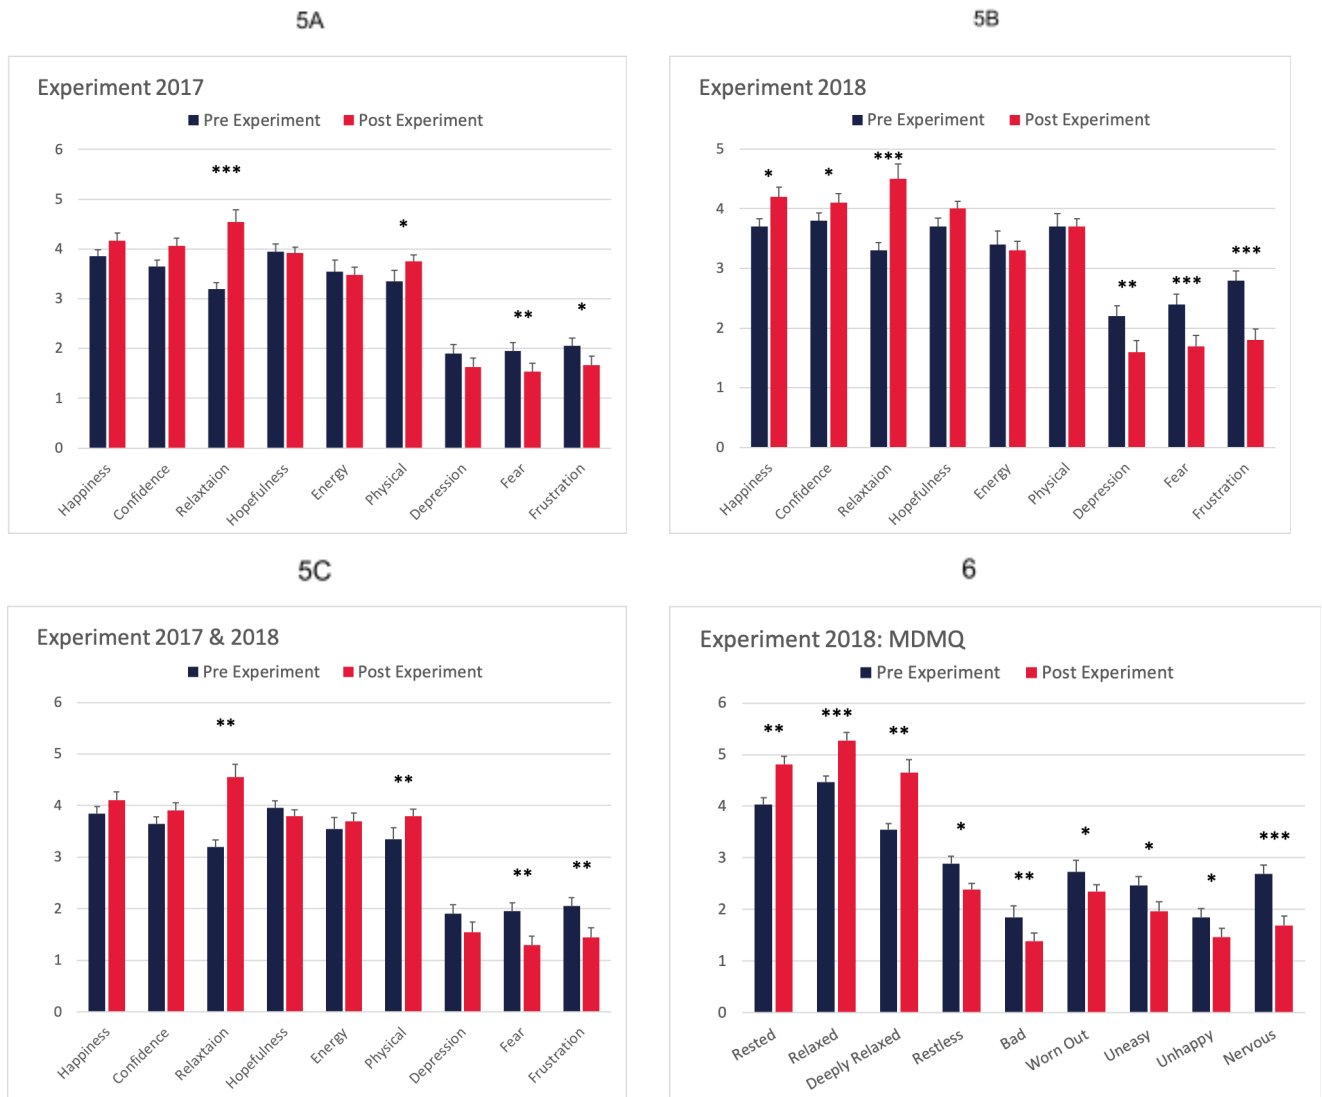 5A
Experiment 2017
Pre Experiment Post Experiment
6
5
4
3
2
1
0
***
*
**
*
Happiness
Confidence
Relaxtaion
Hopefulness
Energy
Physical
Depression
Fear
Frustration
5B
Experiment 2018
Pre Experiment Post Experiment
5
4
3
2
1
0
*
*
***
**
***
***
Happiness
Confidence
Relaxtaion
Hopefulness
Energy
Physical
Depression
Fear
Frustration
5C
Experiment 2017 & 2018
Pre Experiment Post Experiment
6
5
4
3
2
1
0
**
**
**
**
Happiness
Confidence
Relaxtaion
Hopefulness
Energy
Physical
Depression
Fear
Frustration
6
Experiment 2018: MDMQ
Pre Experiment Post Experiment
6
5
4
3
2
1
0
**
***
**
*
**
*
*
*
***
Rested
Relaxed
Deeply Relaxed
Restless
Bad
Worn Out
Uneasy
Unhappy
Nervous